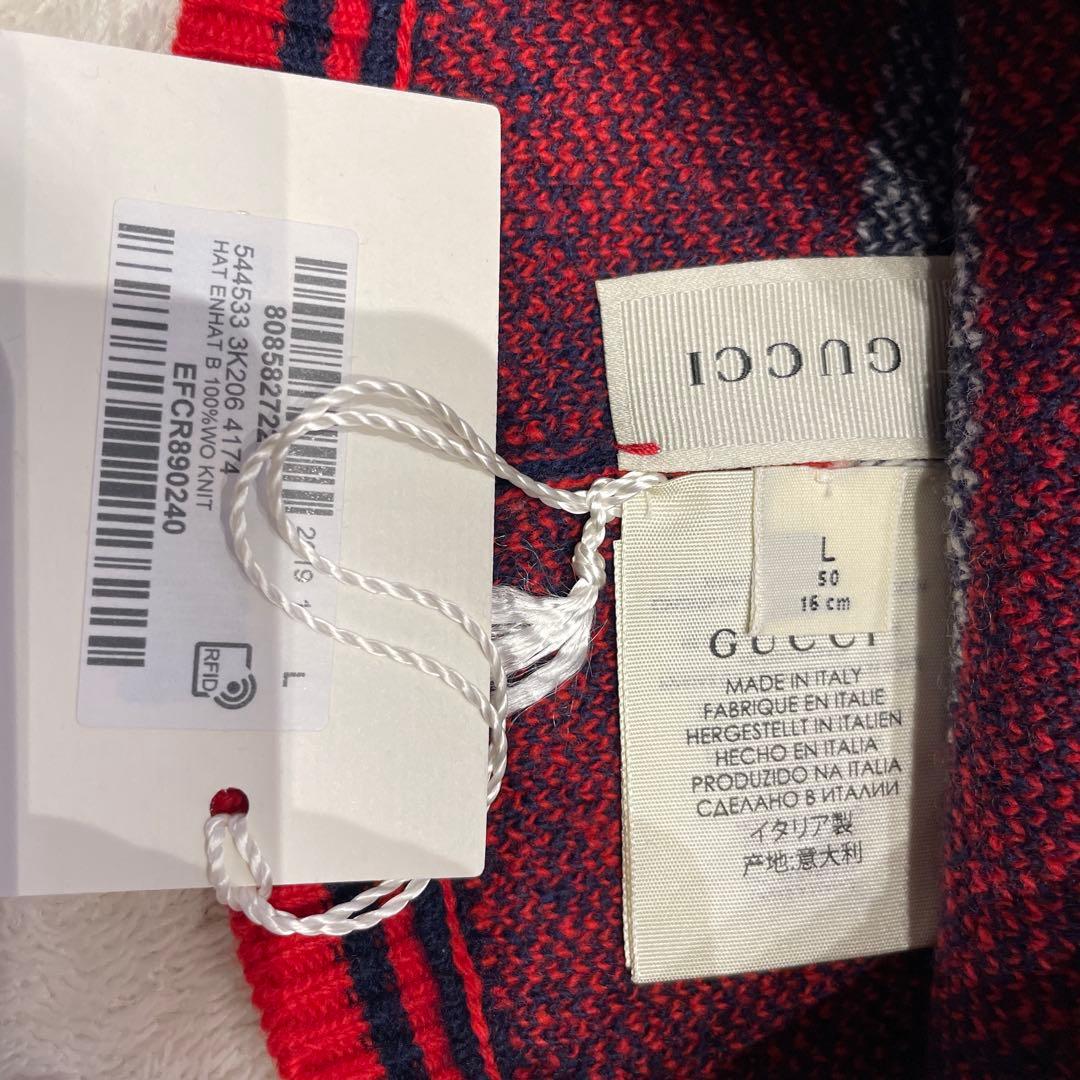 808582722
2019 1 L
544533 3K206 4174
HAT ENHAT B 100%WO KNIT
EFCR890240
RFID
GUCCI
L
50
16 cm
GUCCI
MADE IN ITALY
FABRIQUE EN ITALIE
HERGESTELLT IN ITALIEN
HECHO EN ITALIA
PRODUZIDO NA ITALIA
СДЕЛАНО В ИТАЛИИ
イタリア製
产地:意大利